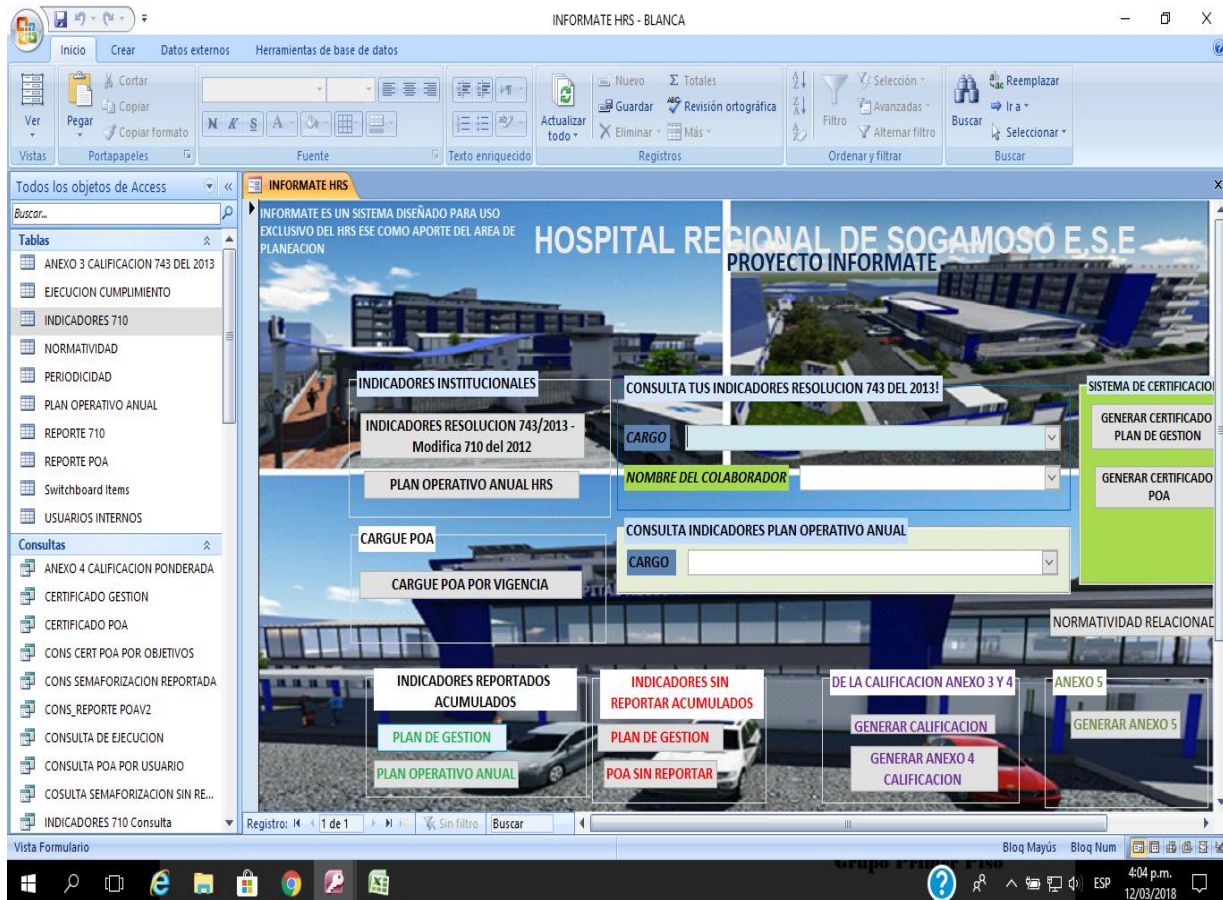 INFORMATE HRS - BLANCA
Inicio Crear Datos externos Herramientas de base de datos
Ver
Vistas
Pegar
Cortar
Copiar
Copiar formato
Portapapeles
N K S A
Fuente
Texto enriquecido
Actualizar todo
Nuevo
Guardar
Eliminar
Totales
Revisión ortográfica
Más
Registros
Filtro
Selección
Avanzadas
Alternar filtro
Ordenar y filtrar
Buscar
Reemplazar
Ir a
Seleccionar
Buscar
Todos los objetos de Access
Buscar...
Tablas
ANEXO 3 CALIFICACION 743 DEL 2013
EJECUCION CUMPLIMIENTO
INDICADORES 710
NORMATIVIDAD
PERIODICIDAD
PLAN OPERATIVO ANUAL
REPORTE 710
REPORTE POA
Switchboard Items
USUARIOS INTERNOS
Consultas
ANEXO 4 CALIFICACION PONDERADA
CERTIFICADO GESTION
CERTIFICADO POA
CONS CERT POA POR OBJETIVOS
CONS SEMAFORIZACION REPORTADA
CONS_REPORTE POAV2
CONSULTA DE EJECUCION
CONSULTA POA POR USUARIO
COSULTA SEMAFORIZACION SIN RE...
INDICADORES 710 Consulta
INFORMATE HRS
INFORMATE ES UN SISTEMA DISEÑADO PARA USO
EXCLUSIVO DEL HRS ESE COMO APORTE DEL AREA DE
PLANEACION
HOSPITAL REGIONAL DE SOGAMOSO E.S.E
PROYECTO INFORMATE
INDICADORES INSTITUCIONALES
INDICADORES RESOLUCION 743/2013 -
Modifica 710 del 2012
PLAN OPERATIVO ANUAL HRS
CONSULTA TUS INDICADORES RESOLUCION 743 DEL 2013!
CARGO
NOMBRE DEL COLABORADOR
SISTEMA DE CERTIFICACIO
GENERAR CERTIFICADO
PLAN DE GESTION
GENERAR CERTIFICADO
POA
CARGUE POA
CARGUE POA POR VIGENCIA
CONSULTA INDICADORES PLAN OPERATIVO ANUAL
CARGO
NORMATIVIDAD RELACIONAD
INDICADORES REPORTADOS
ACUMULADOS
PLAN DE GESTION
PLAN OPERATIVO ANUAL
INDICADORES SIN
REPORTAR ACUMULADOS
PLAN DE GESTION
POA SIN REPORTAR
DE LA CALIFICACION ANEXO 3 Y 4
GENERAR CALIFICACION
GENERAR ANEXO 4
CALIFICACION
ANEXO 5
GENERAR ANEXO 5
Registro: 1 de 1 Sin filtro Buscar
Vista Formulario
Bloq Mayús Bloq Num
ESP
4:04 p.m.
12/03/2018